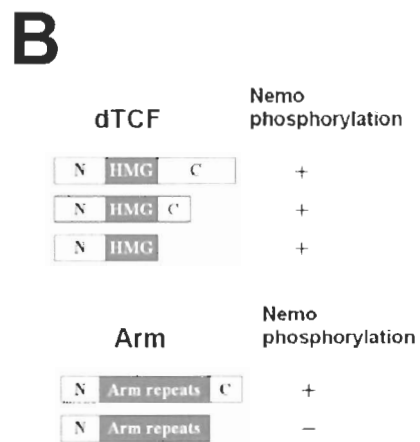 B
dTCF
Nemo
phosphorylation
N HMG C +
N HMG C +
N HMG +
Arm
Nemo
phosphorylation
N Arm repeats C +
N Arm repeats −